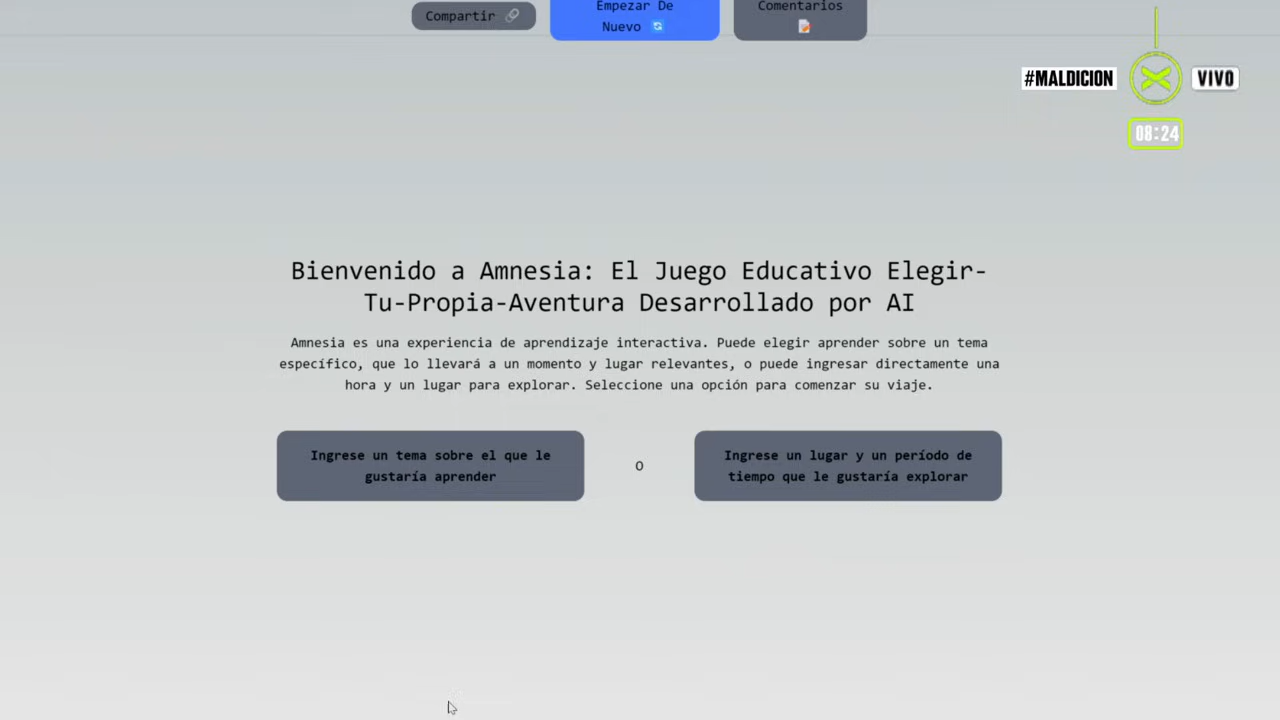 Compartir
Empezar De
Nuevo
Comentarios
#MALDICION
VIVO
08:24
Bienvenido a Amnesia: El Juego Educativo Elegir-
Tu-Propia-Aventura Desarrollado por AI
Amnesia es una experiencia de aprendizaje interactiva. Puede elegir aprender sobre un tema
específico, que lo llevará a un momento y lugar relevantes, o puede ingresar directamente una
hora y un lugar para explorar. Seleccione una opción para comenzar su viaje.
Ingrese un tema sobre el que le
gustaría aprender
O
Ingrese un lugar y un período de
tiempo que le gustaría explorar